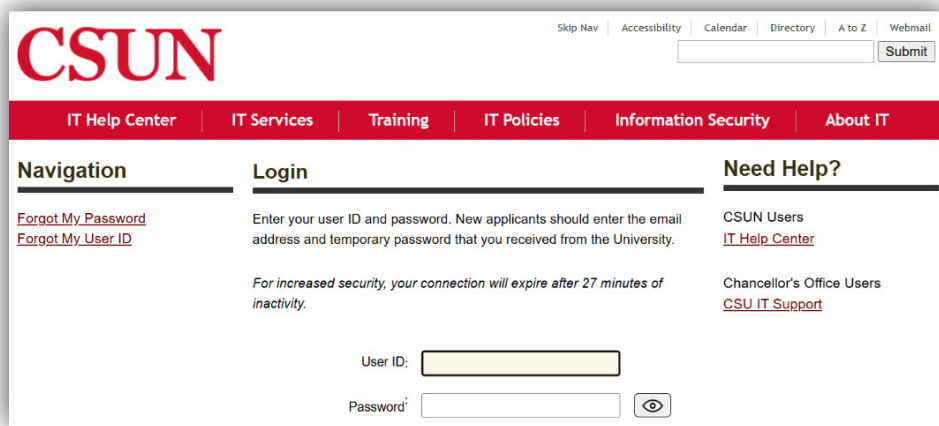 CSUN
Skip Nav
Accessibility
Calendar
Directory
A to Z
Webmail
Submit
IT Help Center
IT Services
Training
IT Policies
Information Security
About IT
Navigation
Forgot My Password
Forgot My User ID
Login
Enter your user ID and password. New applicants should enter the email
address and temporary password that you received from the University.
For increased security, your connection will expire after 27 minutes of
inactivity.
User ID:
Password:
Need Help?
CSUN Users
IT Help Center
Chancellor's Office Users
CSU IT Support